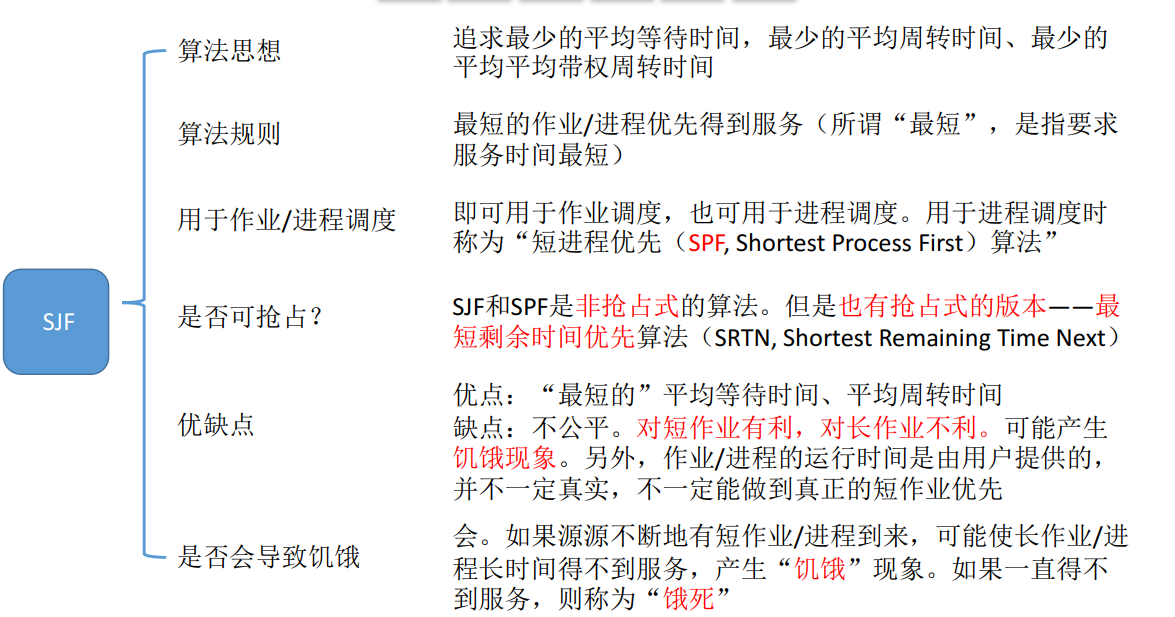 SJF
算法思想
追求最少的平均等待时间，最少的平均周转时间、最少的
平均平均带权周转时间
算法规则
最短的作业/进程优先得到服务（所谓“最短”，是指要求
服务时间最短）
用于作业/进程调度
即可用于作业调度，也可用于进程调度。用于进程调度时
称为“短进程优先（SPF, Shortest Process First）算法”
是否可抢占？
SJF和SPF是非抢占式的算法。但是也有抢占式的版本——最
短剩余时间优先算法（SRTN, Shortest Remaining Time Next）
优缺点
优点：“最短的”平均等待时间、平均周转时间
缺点：不公平。对短作业有利，对长作业不利。可能产生
饥饿现象。另外，作业/进程的运行时间是由用户提供的，
并不一定真实，不一定能做到真正的短作业优先
是否会导致饥饿
会。如果源源不断地有短作业/进程到来，可能使长作业/进
程长时间得不到服务，产生“饥饿”现象。如果一直得不
到服务，则称为“饿死”